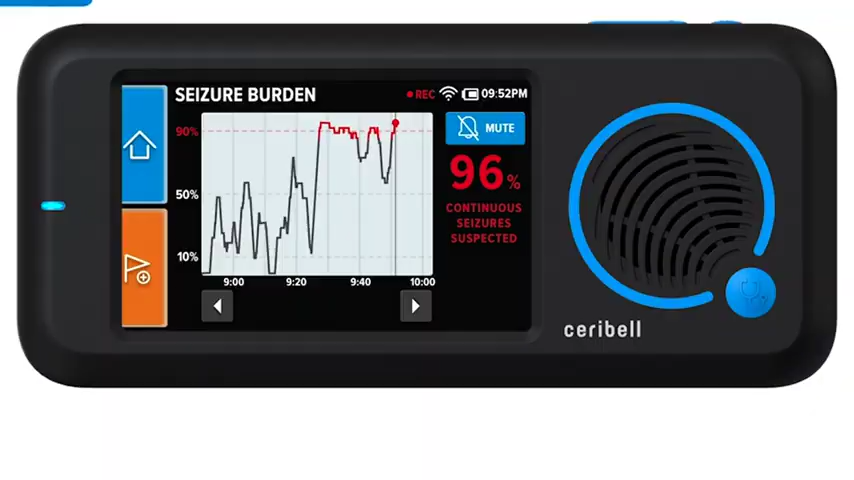 SEIZURE BURDEN
REC 09:52PM
90%
50%
10%
9:00 9:20 9:40 10:00
MUTE
96%
CONTINUOUS
SEIZURES
SUSPECTED
ceribell